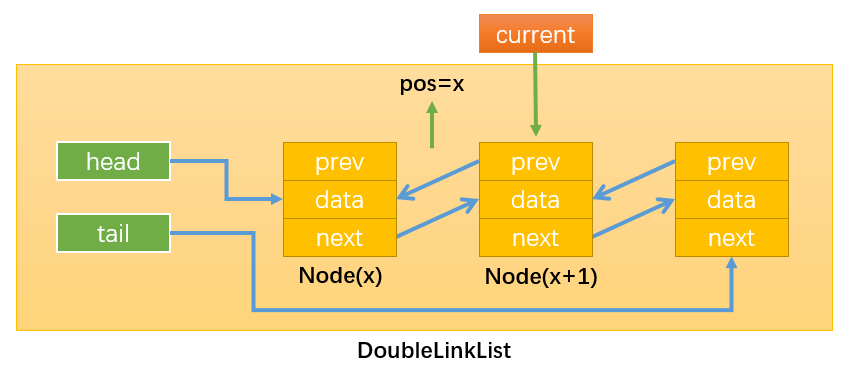 current
pos=x
head
tail
prev
data
next
Node(x)
prev
data
next
Node(x+1)
prev
data
next
DoubleLinkList